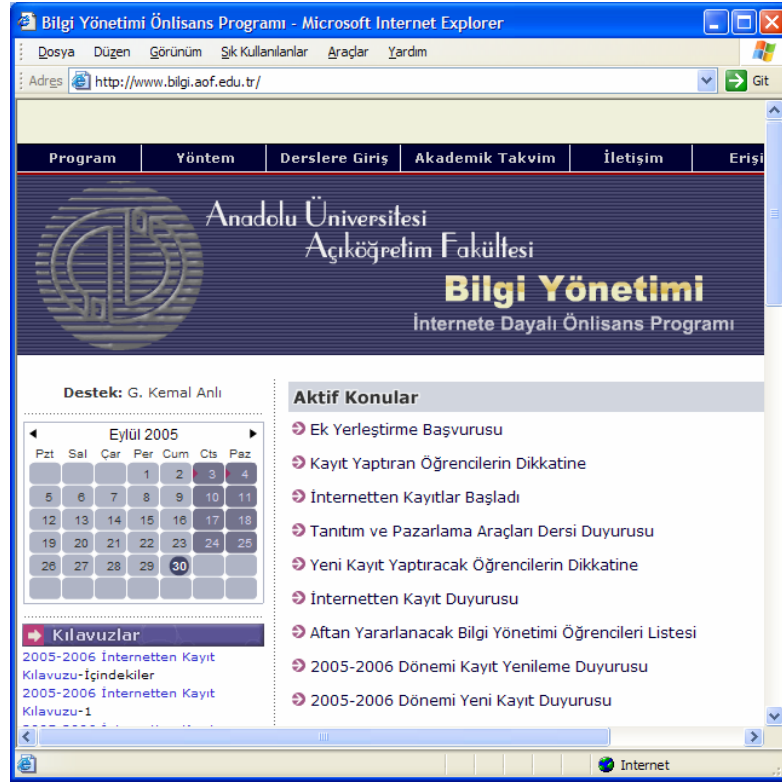 Bilgi Yönetimi Önlisans Programı - Microsoft Internet Explorer
Dosya Düzen Görünüm Sık Kullanılanlar Araçlar Yardım
Adres http://www.bilgi.aof.edu.tr/ Git
Program Yöntem Derslere Giriş Akademik Takvim İletişim Erişi
Anadolu Üniversitesi
Açıköğretim Fakültesi
Bilgi Yönetimi
İnternete Dayalı Önlisans Programı
Destek: G. Kemal Anlı
Eylül 2005
Pzt Sal Çar Per Cum Cts Paz
1 2 3 4
5 6 7 8 9 10 11
12 13 14 15 16 17 18
19 20 21 22 23 24 25
26 27 28 29 30
Kılavuzlar
2005-2006 İnternetten Kayıt
Kılavuzu-İçindekiler
2005-2006 İnternetten Kayıt
Kılavuzu-1
Aktif Konular
Ek Yerleştirme Başvurusu
Kayıt Yaptıran Öğrencilerin Dikkatine
İnternetten Kayıtlar Başladı
Tanıtım ve Pazarlama Araçları Dersi Duyurusu
Yeni Kayıt Yaptıracak Öğrencilerin Dikkatine
İnternetten Kayıt Duyurusu
Aftan Yararlanacak Bilgi Yönetimi Öğrencileri Listesi
2005-2006 Dönemi Kayıt Yenileme Duyurusu
2005-2006 Dönemi Yeni Kayıt Duyurusu
Internet